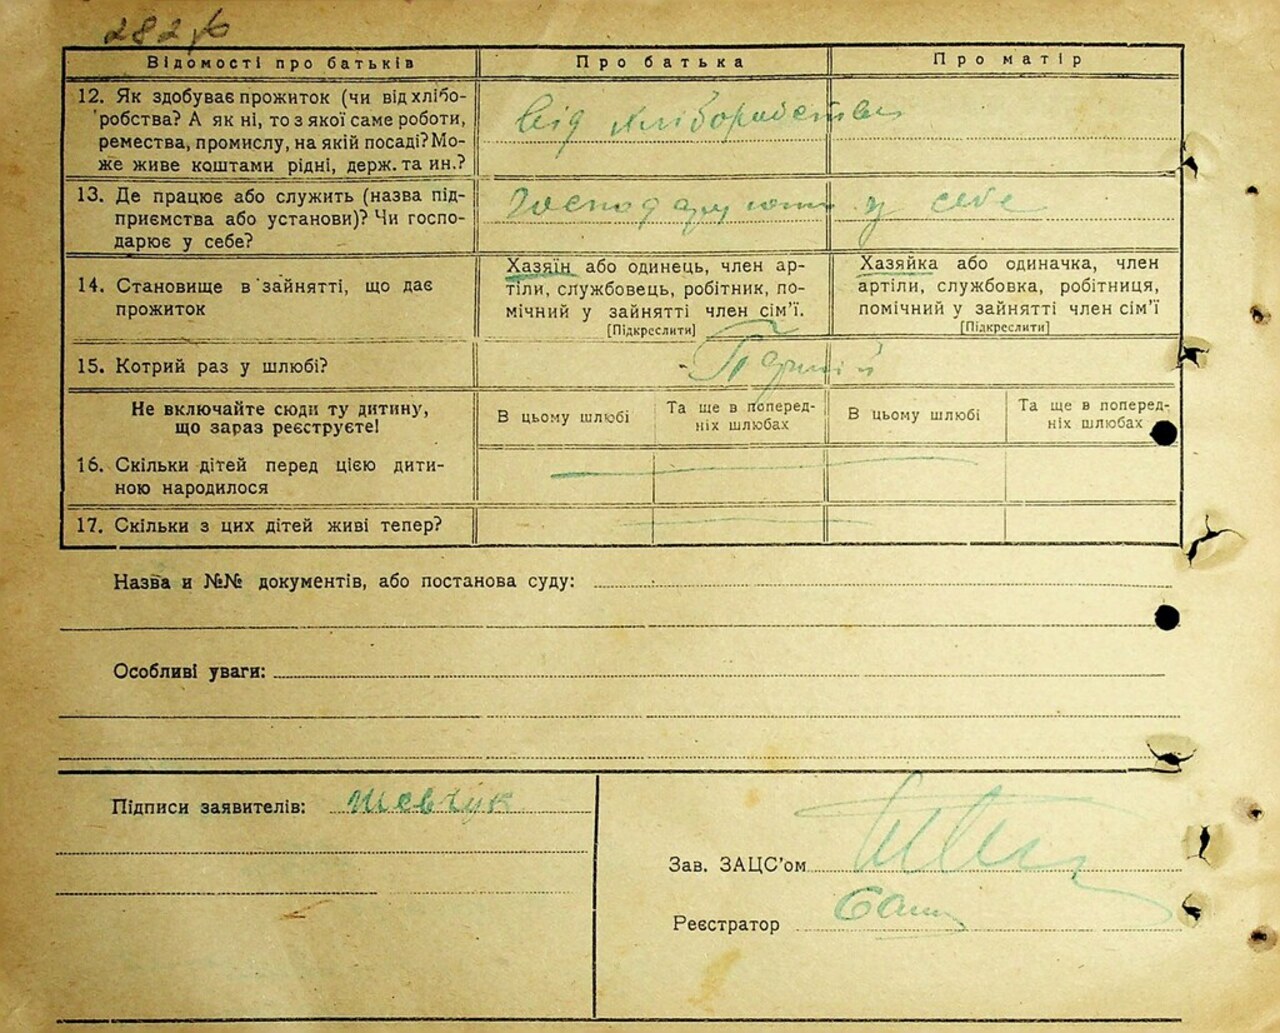 282
Відомості про батьків
Про батька
Про матір
12. Як здобуває прожиток (чи від хлібо-
робства? А як ні, то з якої саме роботи,
ремества, промислу, на якій посаді? Мо-
же живе коштами рідні, держ. та ин.?
від хліборобства
13. Де працює або служить (назва під-
приємства або установи)? Чи госпо-
дарює у себе?
Господарують у себе
14. Становище в зайнятті, що дає
прожиток
Хазяїн або одинець, член ар-
тіли, службовець, робітник, по-
мічний у зайнятті член сім’ї.
[Підкреслити]
Хазяйка або одиначка, член
артіли, службовка, робітниця,
помічний у зайнятті член сім’ї
[Підкреслити]
15. Котрий раз у шлюбі?
Перший
Не включайте сюди ту дитину,
що зараз реєструєте!
В цьому шлюбі
Та ще в поперед-
ніх шлюбах
В цьому шлюбі
Та ще в поперед-
ніх шлюбах
16. Скільки дітей перед цією дити-
ною народилося
17. Скільки з цих дітей живі тепер?
Назва и №№ документів, або постанова суду:
Особливі уваги:
Підписи заявителів: Шевчук
Зав. ЗАЦС’ом
Реєстратор